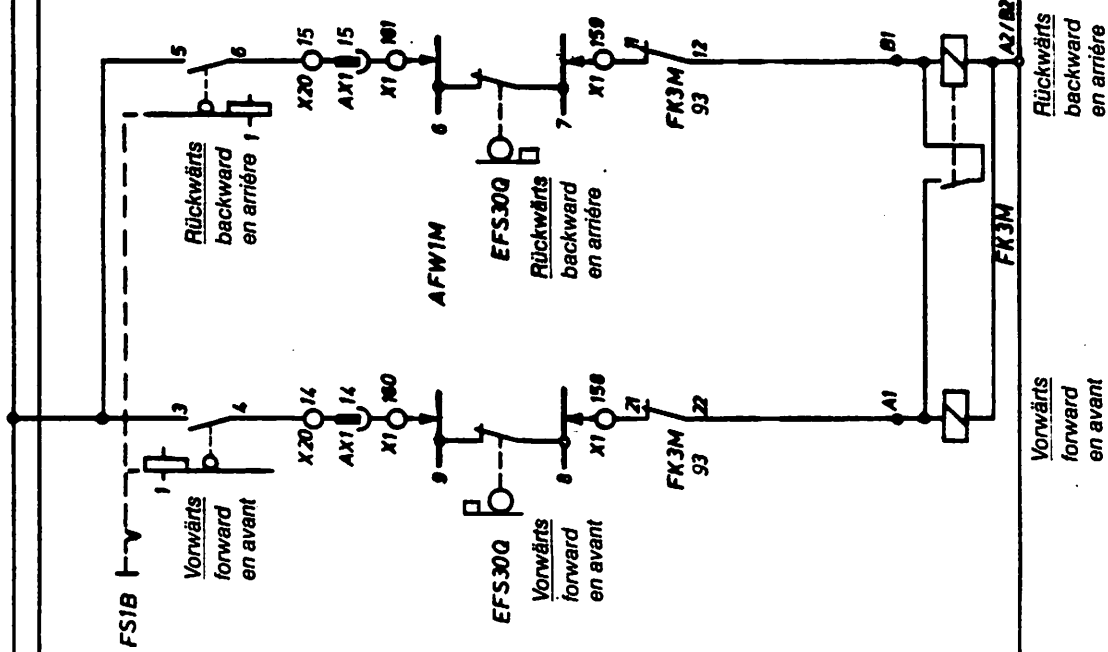 5
6
1
Rückwärts
backward
en arriére
X20 15
AX1 15
X1 161
6
AFW1M
EFS30Q
Rückwärts
backward
en arriére
7
X1 159
11
12
FK3M
93
B1
A2/B2
Rückwärts
backward
en arriére
FS1B
1
3
4
Vorwärts
forward
en avant
X20 14
AX1 14
X1 160
9
EFS30Q
Vorwärts
forward
en avant
8
X1 158
21
22
FK3M
93
A1
FK3M
Vorwärts
forward
en avant